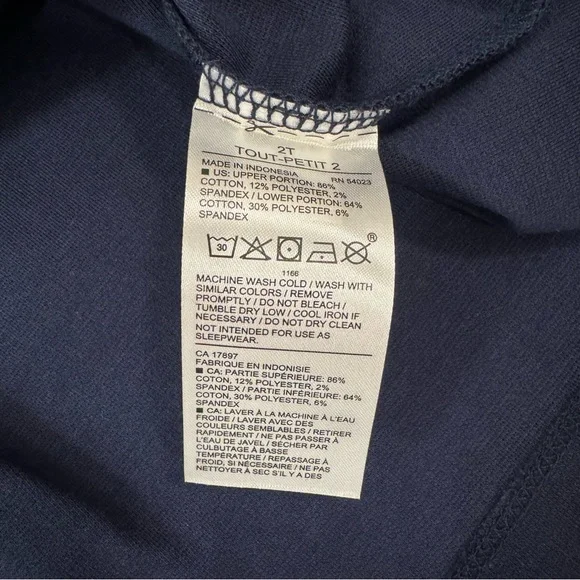 2T
TOUT-PETIT 2
MADE IN INDONESIA RN 54023
■ US: UPPER PORTION: 86%
COTTON, 12% POLYESTER, 2%
SPANDEX / LOWER PORTION: 64%
COTTON, 30% POLYESTER, 6%
SPANDEX
30 ®
1166
MACHINE WASH COLD / WASH WITH
SIMILAR COLORS / REMOVE
PROMPTLY / DO NOT BLEACH /
TUMBLE DRY LOW / COOL IRON IF
NECESSARY / DO NOT DRY CLEAN
NOT INTENDED FOR USE AS
SLEEPWEAR.
CA 17897
FABRIQUE EN INDONISIE
■ CA: PARTIE SUPÉRIEURE: 86%
COTON, 12% POLYESTER, 2%
SPANDEX / PARTIE INFÉRIEURE: 64%
COTON, 30% POLYESTER, 6%
SPANDEX
■ CA: LAVER À LA MACHINE À L'EAU
FROIDE / LAVER AVEC DES
COULEURS SEMBLABLES / RETIRER
RAPIDEMENT / NE PAS PASSER À
L'EAU DE JAVEL / SÉCHER PAR
CULBUTAGE À BASSE
TEMPÉRATURE / REPASSAGE À
FROID, SI NÉCESSAIRE / NE PAS
NETTOYER À SEC S'IL Y A DES